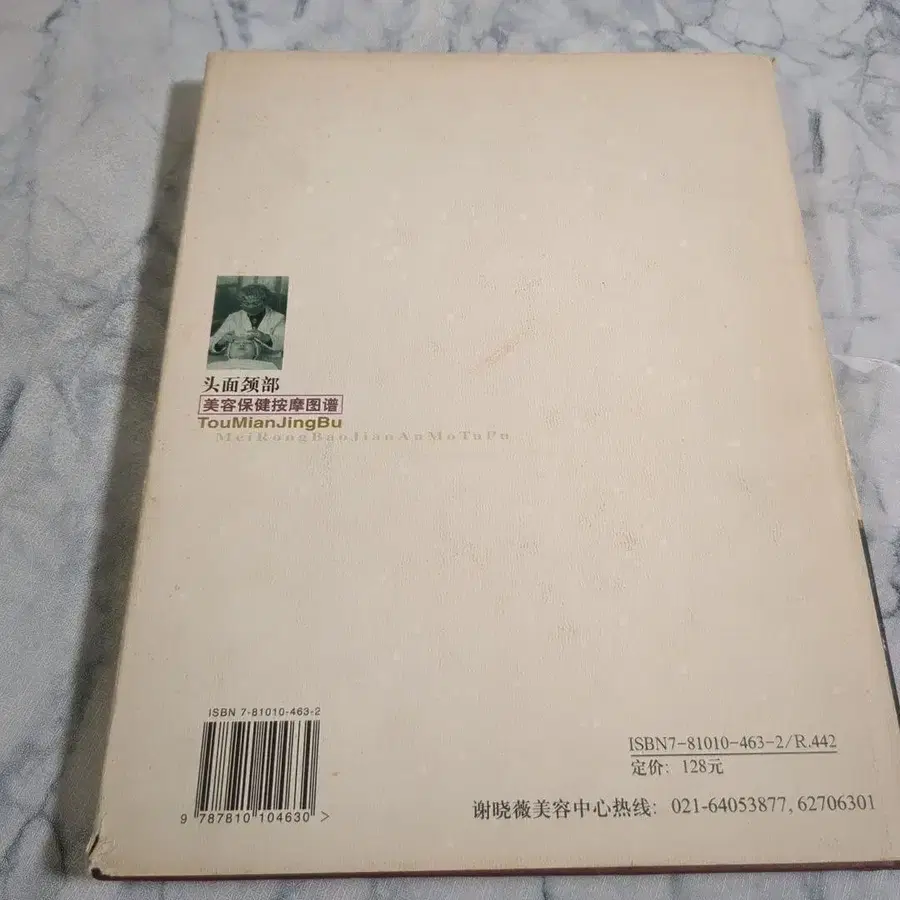 头面颈部
美容保健按摩图谱
TouMianJingBu
MeiRongBaoJianAnMoTuPu
ISBN 7-81010-463-2
9 787810 104630 >
ISBN7-81010-463-2/R.442
定价: 128元
谢晓薇美容中心热线: 021-64053877, 62706301